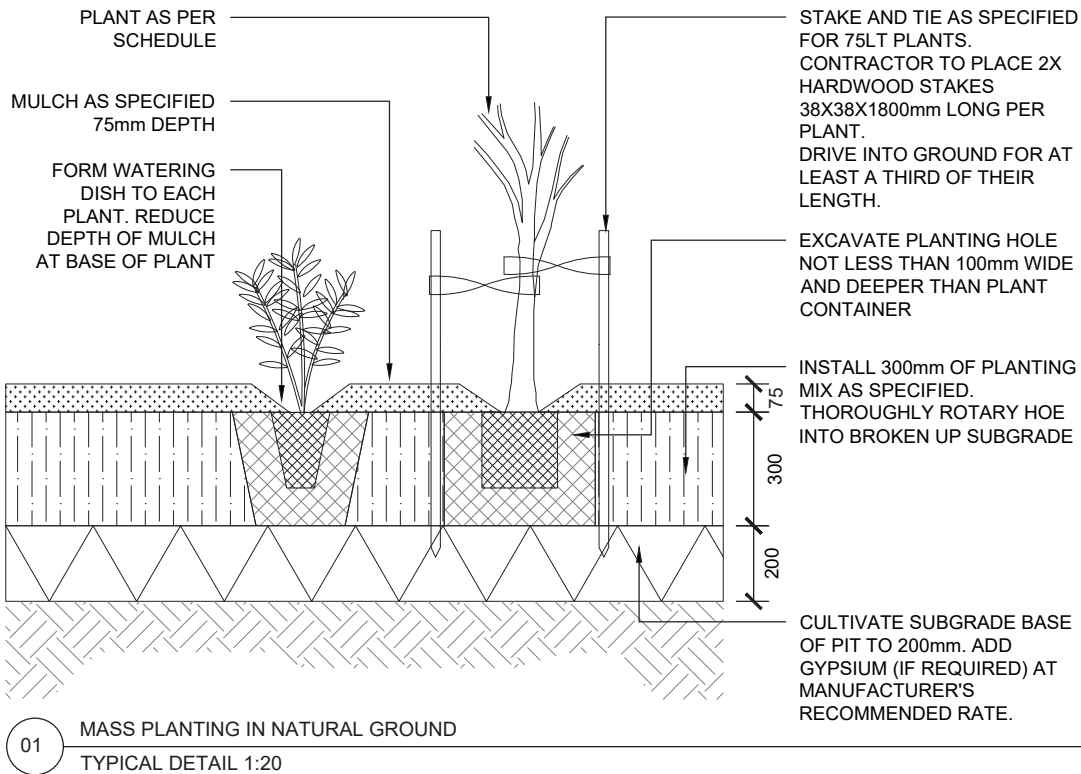 PLANT AS PER
SCHEDULE
MULCH AS SPECIFIED
75mm DEPTH
FORM WATERING
DISH TO EACH
PLANT. REDUCE
DEPTH OF MULCH
AT BASE OF PLANT
STAKE AND TIE AS SPECIFIED
FOR 75LT PLANTS.
CONTRACTOR TO PLACE 2X
HARDWOOD STAKES
38X38X1800mm LONG PER
PLANT.
DRIVE INTO GROUND FOR AT
LEAST A THIRD OF THEIR
LENGTH.
EXCAVATE PLANTING HOLE
NOT LESS THAN 100mm WIDE
AND DEEPER THAN PLANT
CONTAINER
INSTALL 300mm OF PLANTING
MIX AS SPECIFIED.
THOROUGHLY ROTARY HOE
INTO BROKEN UP SUBGRADE
75
300
200
CULTIVATE SUBGRADE BASE
OF PIT TO 200mm. ADD
GYPSIUM (IF REQUIRED) AT
MANUFACTURER'S
RECOMMENDED RATE.
01
MASS PLANTING IN NATURAL GROUND
TYPICAL DETAIL 1:20